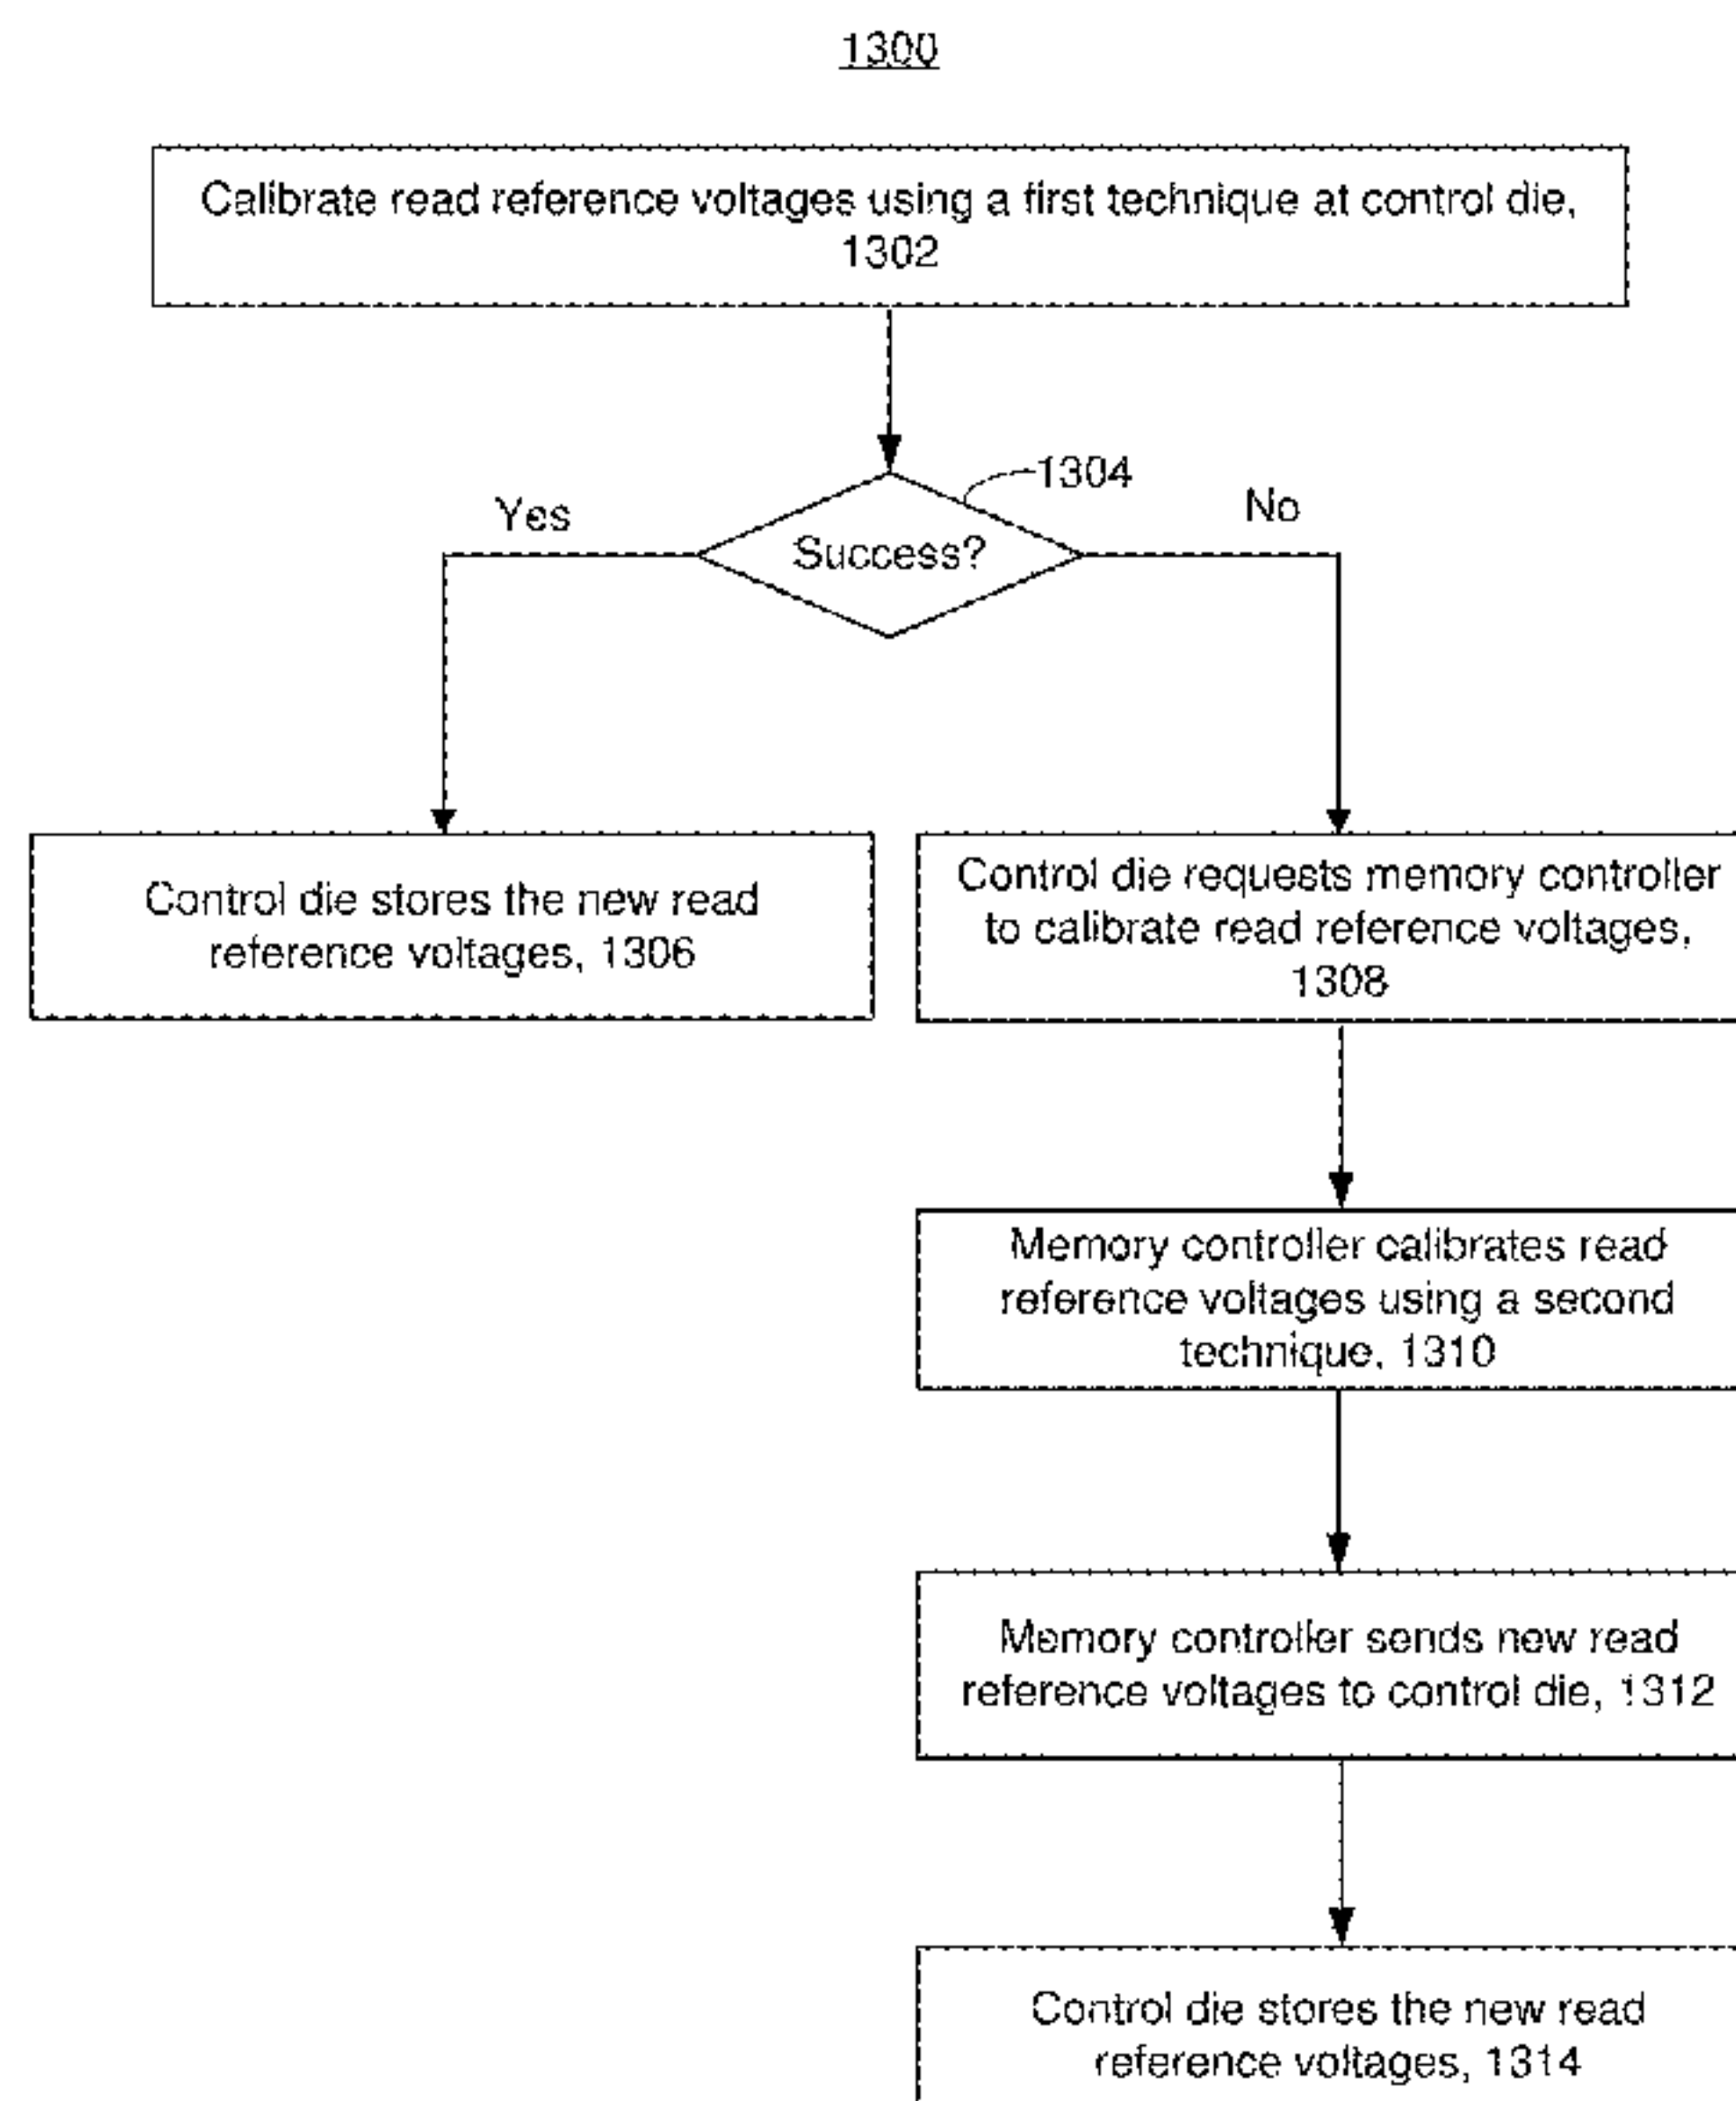 1300
Calibrate read reference voltages using a first technique at control die,
1302
1304
Yes
No
Success?
Control die stores the new read
reference voltages, 1306
Control die requests memory controller
to calibrate read reference voltages,
1308
Memory controller calibrates read
reference voltages using a second
technique, 1310
Memory controller sends new read
reference voltages to control die, 1312
Control die stores the new read
reference voltages, 1314